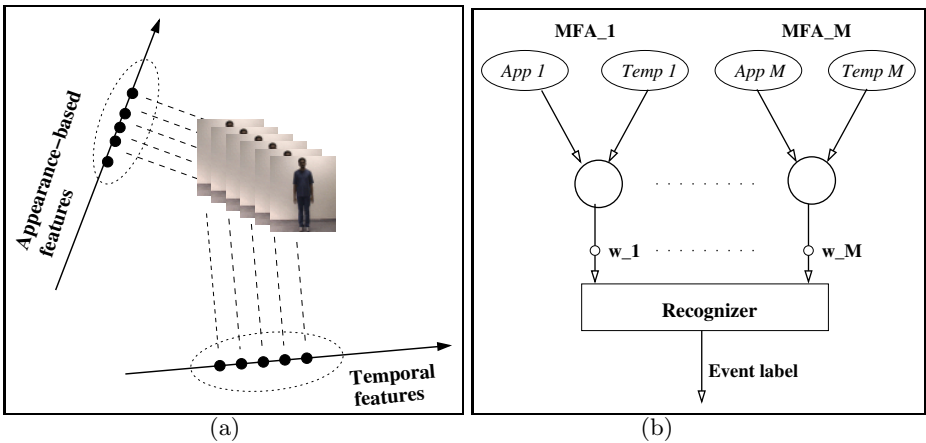 Appearance−based
features
Temporal
features
(a)
MFA_1 MFA_M
App 1 Temp 1 App M Temp M
w_1 w_M
Recognizer
Event label
(b)